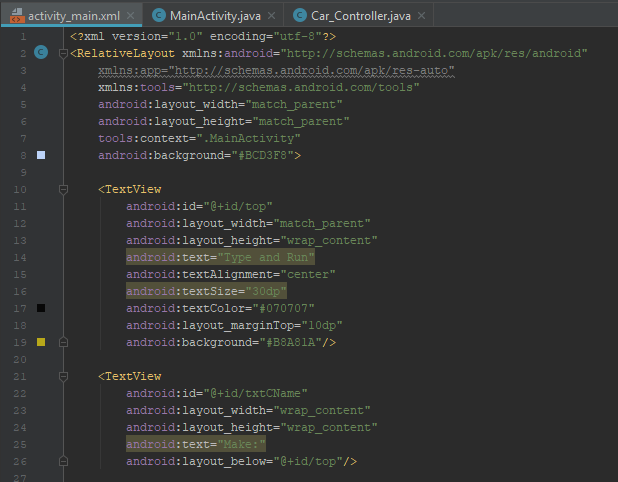 activity_main.xml MainActivity.java Car_Controller.java
1 <?xml version="1.0" encoding="utf-8"?>
2 <RelativeLayout xmlns:android="http://schemas.android.com/apk/res/android"
3 xmlns:app="http://schemas.android.com/apk/res-auto"
4 xmlns:tools="http://schemas.android.com/tools"
5 android:layout_width="match_parent"
6 android:layout_height="match_parent"
7 tools:context=".MainActivity"
8 android:background="#BCD3F8">
9
10 <TextView
11 android:id="@+id/top"
12 android:layout_width="match_parent"
13 android:layout_height="wrap_content"
14 android:text="Type and Run"
15 android:textAlignment="center"
16 android:textSize="30dp"
17 android:textColor="#070707"
18 android:layout_marginTop="10dp"
19 android:background="#B8A81A"/>
20
21 <TextView
22 android:id="@+id/txtCName"
23 android:layout_width="wrap_content"
24 android:layout_height="wrap_content"
25 android:text="Make:"
26 android:layout_below="@+id/top"/>
27